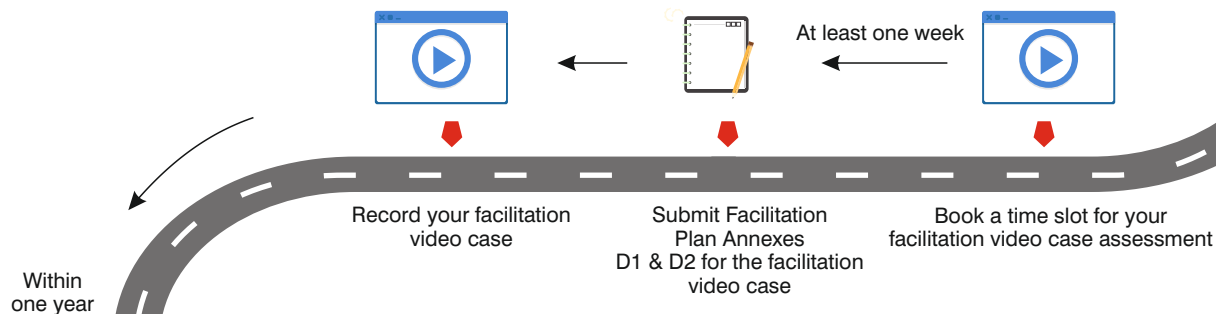 At least one week
Record your facilitation
video case
Submit Facilitation
Plan Annexes
D1 & D2 for the facilitation
video case
Book a time slot for your
facilitation video case assessment
Within
one year